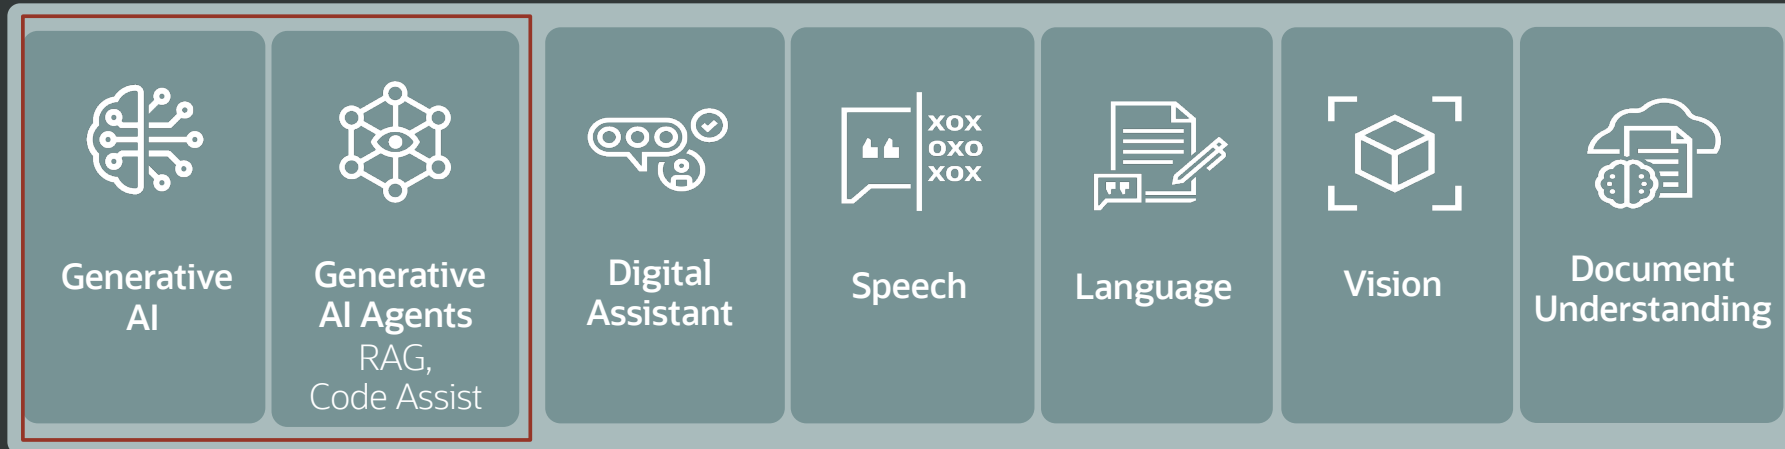 Generative
AI
Generative
AI Agents
RAG,
Code Assist
Digital
Assistant
xox
oxo
xox
Speech
Language
Vision
Document
Understanding